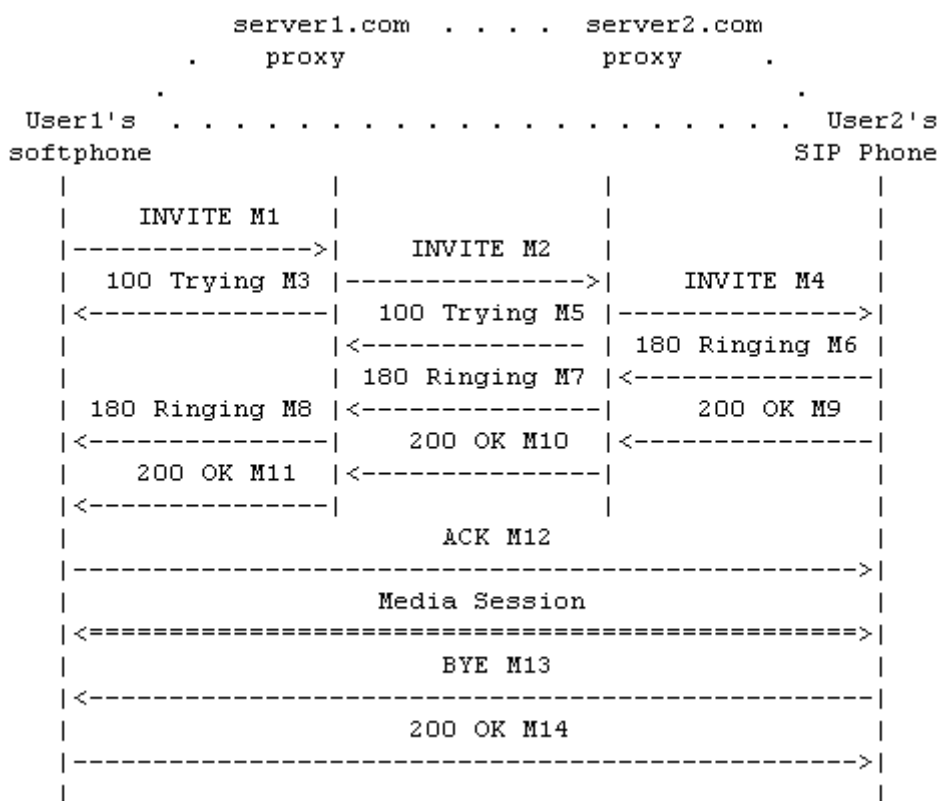 server1.com . . . . server2.com
. proxy proxy .
. .
User1's . . . . . . . . . . . . . . . . . . . . User2's
softphone SIP Phone
| | | |
| INVITE M1 | | |
|--------------->| INVITE M2 | |
| 100 Trying M3 |--------------->| INVITE M4 |
|<---------------| 100 Trying M5 |--------------->|
| |<-------------- | 180 Ringing M6 |
| | 180 Ringing M7 |<---------------|
| 180 Ringing M8 |<---------------| 200 OK M9 |
|<---------------| 200 OK M10 |<---------------|
| 200 OK M11 |<---------------| |
|<---------------| | |
| ACK M12 |
|------------------------------------------------->|
| Media Session |
|<================================================>|
| BYE M13 |
|<-------------------------------------------------|
| 200 OK M14 |
|------------------------------------------------->|
| |